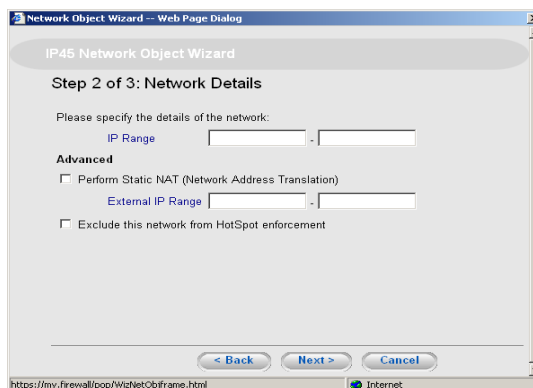 Network Object Wizard -- Web Page Dialog
IP45 Network Object Wizard
Step 2 of 3: Network Details
Please specify the details of the network:
IP Range -
Advanced
Perform Static NAT (Network Address Translation)
External IP Range -
Exclude this network from HotSpot enforcement
< Back Next > Cancel
https://my.firewall/pop/WizNetObjframe.html Internet